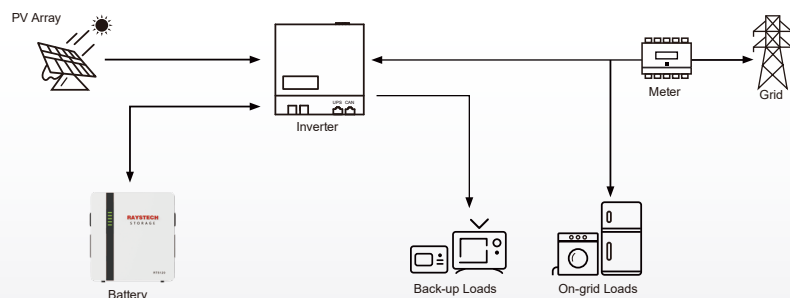 PV Array
UPS CAN
Inverter
Meter
Grid
RAYSTECH
STORAGE
Battery
Back-up Loads
On-grid Loads